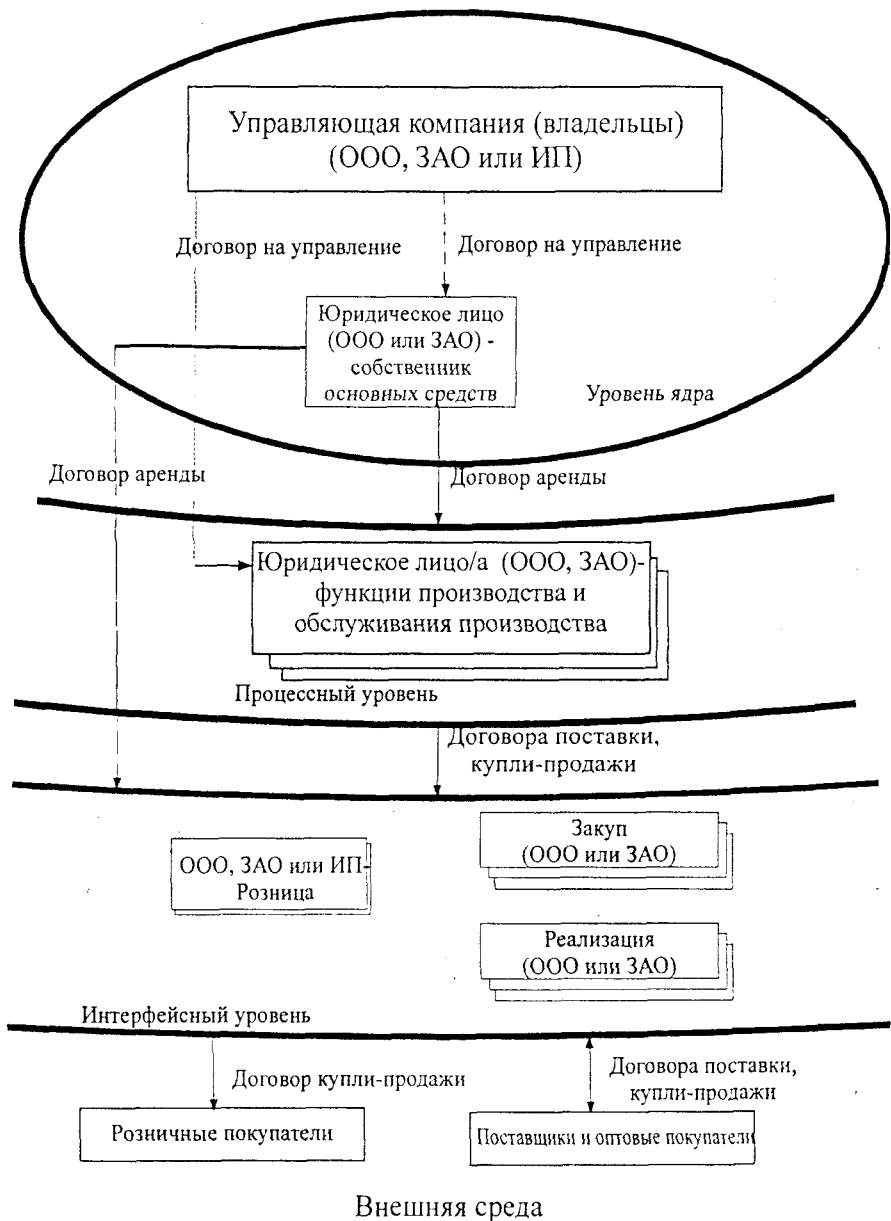 Управляющая компания (владельцы)
(ООО, ЗАО или ИП)
Договор на управление
Договор на управление
Юридическое лицо
(ООО или ЗАО) -
собственник
основных средств
Уровень ядра
Договор аренды
Договор аренды
Юридическое лицо/а (ООО, ЗАО)-
функции производства и
обслуживания производства
Процессный уровень
Договора поставки,
купли-продажи
Закуп
(ООО или ЗАО)
ООО, ЗАО или ИП-
Розница
Реализация
(ООО или ЗАО)
Интерфейсный уровень
Договор купли-продажи
Договора поставки,
купли-продажи
Розничные покупатели
Поставщики и оптовые покупатели
Внешняя среда